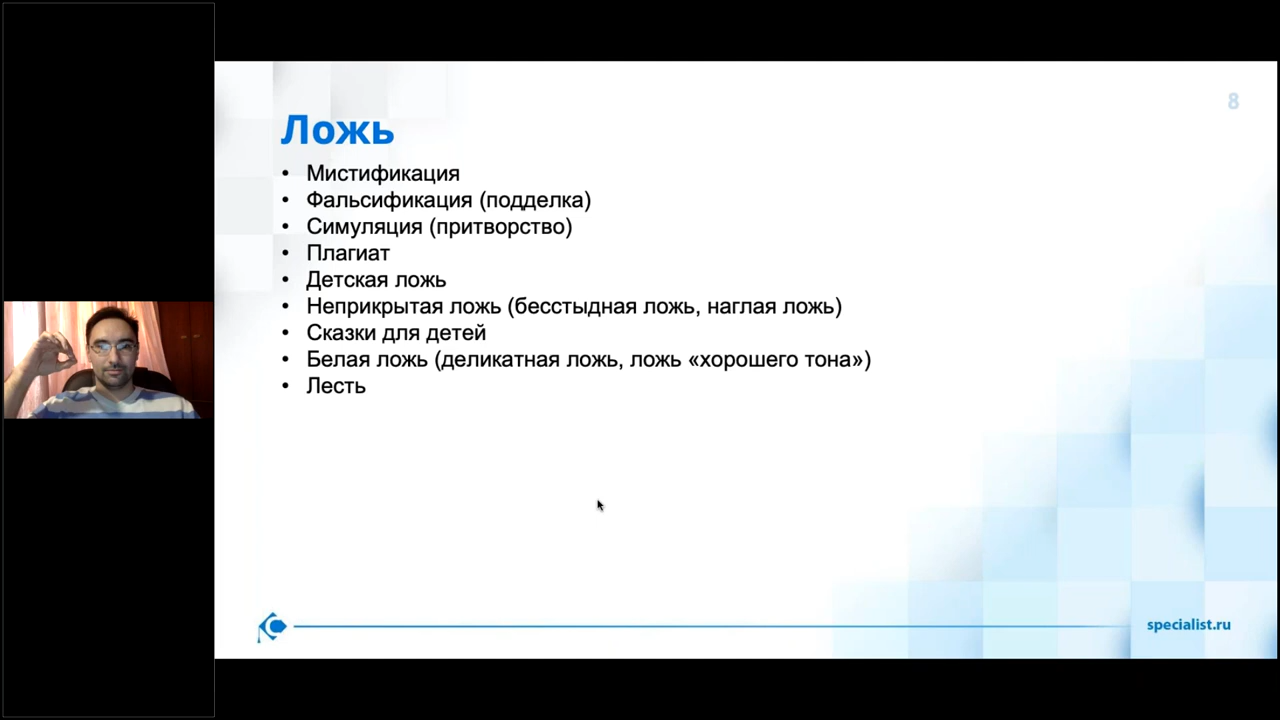 8
Ложь
• Мистификация
• Фальсификация (подделка)
• Симуляция (притворство)
• Плагиат
• Детская ложь
• Неприкрытая ложь (бесстыдная ложь, наглая ложь)
• Сказки для детей
• Белая ложь (деликатная ложь, ложь «хорошего тона»)
• Лесть
specialist.ru